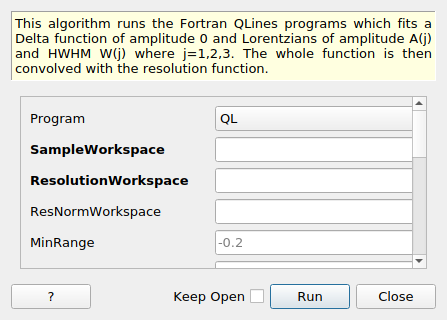 This algorithm runs the Fortran QLines programs which fits a
Delta function of amplitude 0 and Lorentzians of amplitude A(j)
and HWHM W(j) where j=1,2,3. The whole function is then
convolved with the resolution function.
Program QL
SampleWorkspace
ResolutionWorkspace
ResNormWorkspace
MinRange -0.2
? Keep Open Run Close